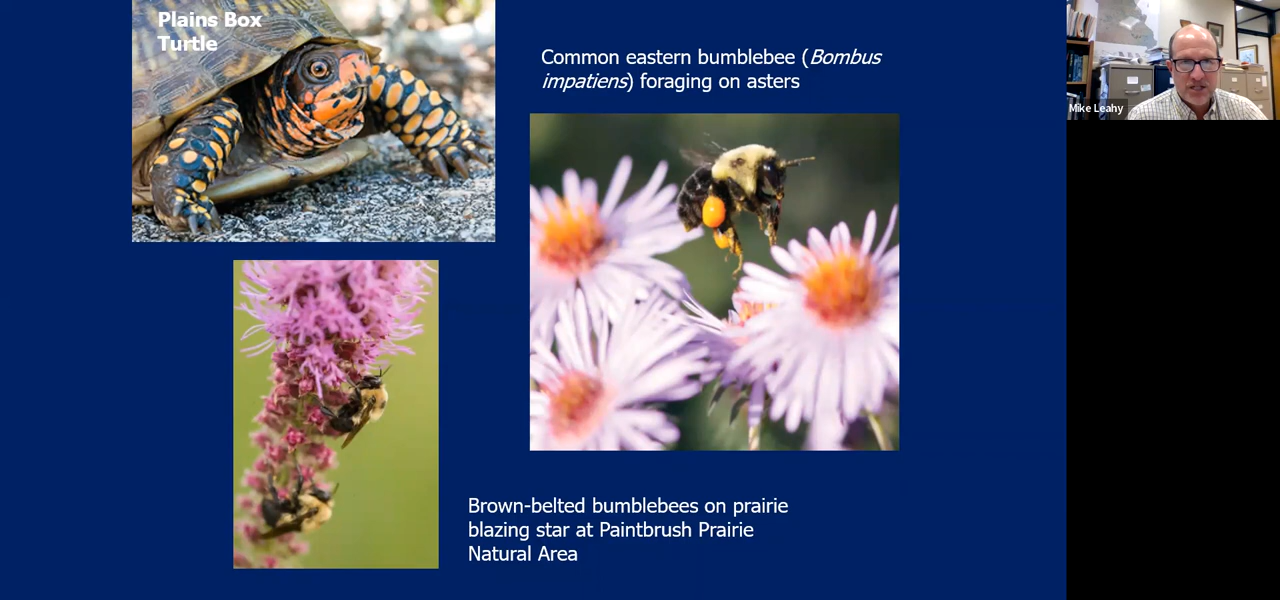 Plains Box
Turtle
Common eastern bumblebee (Bombus
impatiens) foraging on asters
Mike Leahy
Brown-belted bumblebees on prairie
blazing star at Paintbrush Prairie
Natural Area